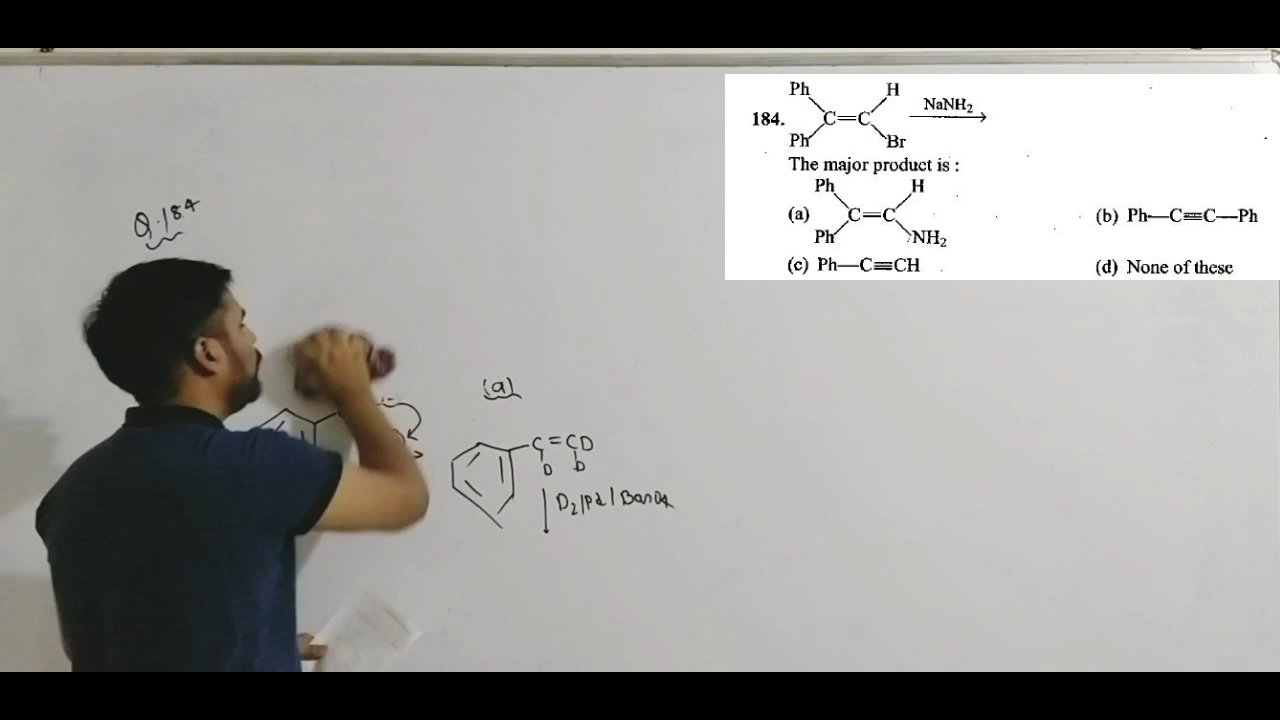 Ph H
184. C=C NaNH₂
Ph Br
The major product is :
Ph H
(a) C=C (b) Ph—C≡C—Ph
Ph NH₂
(c) Ph—C≡CH (d) None of these
Q.184
(a)
C=CD
D D
D₂/Pd/